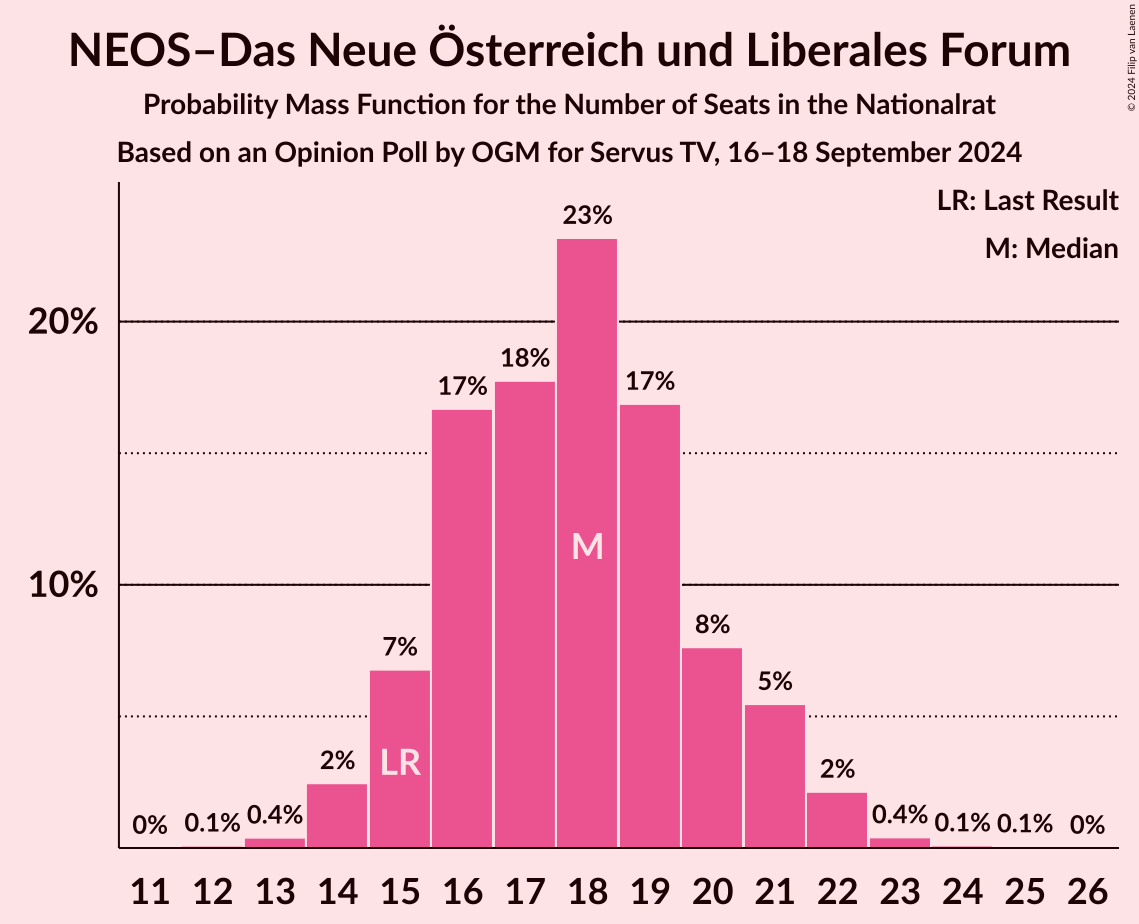 NEOS–Das Neue Österreich und Liberales Forum
Probability Mass Function for the Number of Seats in the Nationalrat
Based on an Opinion Poll by OGM for Servus TV, 16–18 September 2024
© 2024 Filip van Laenen
LR: Last Result
M: Median
20%
10%
0% 0.1% 0.4% 2% 7% 17% 18% 23% 17% 8% 5% 2% 0.4% 0.1% 0.1% 0%
LR
M
11 12 13 14 15 16 17 18 19 20 21 22 23 24 25 26